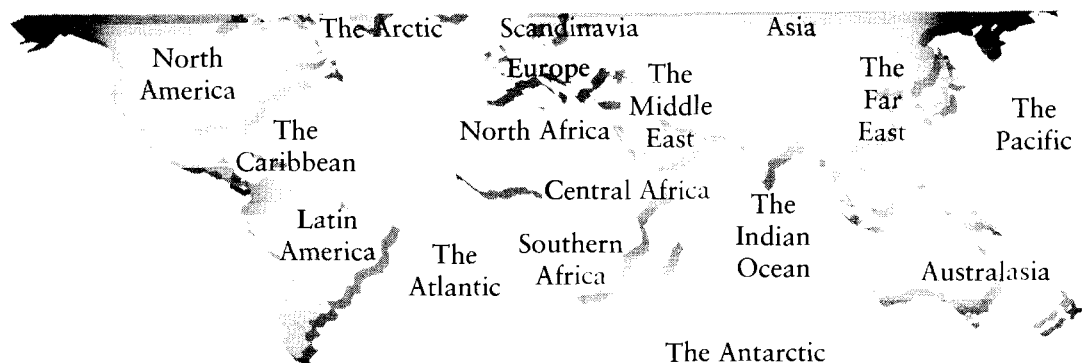 The Arctic
Scandinavia
Asia
North
America
Europe
The
Middle
East
The
Far
East
The
Pacific
North Africa
The
Caribbean
Central Africa
Latin
America
The
Atlantic
Southern
Africa
The
Indian
Ocean
Australasia
The Antarctic